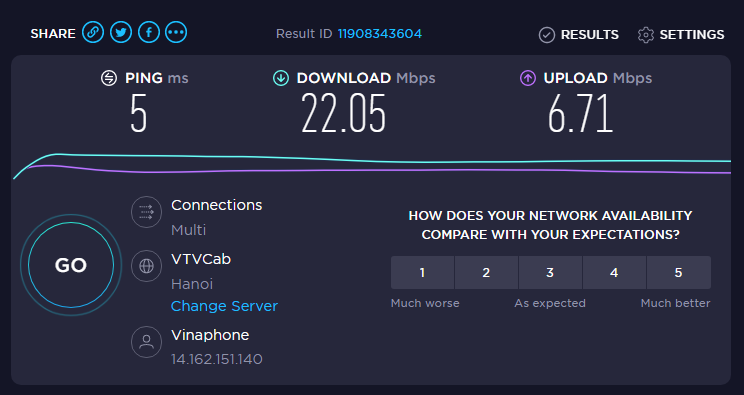 SHARE
Result ID 11908343604
RESULTS
SETTINGS
PING ms
5
DOWNLOAD Mbps
22.05
UPLOAD Mbps
6.71
GO
Connections
Multi
VTVCab
Hanoi
Change Server
Vinaphone
14.162.151.140
HOW DOES YOUR NETWORK AVAILABILITY
COMPARE WITH YOUR EXPECTATIONS?
1 2 3 4 5
Much worse As expected Much better